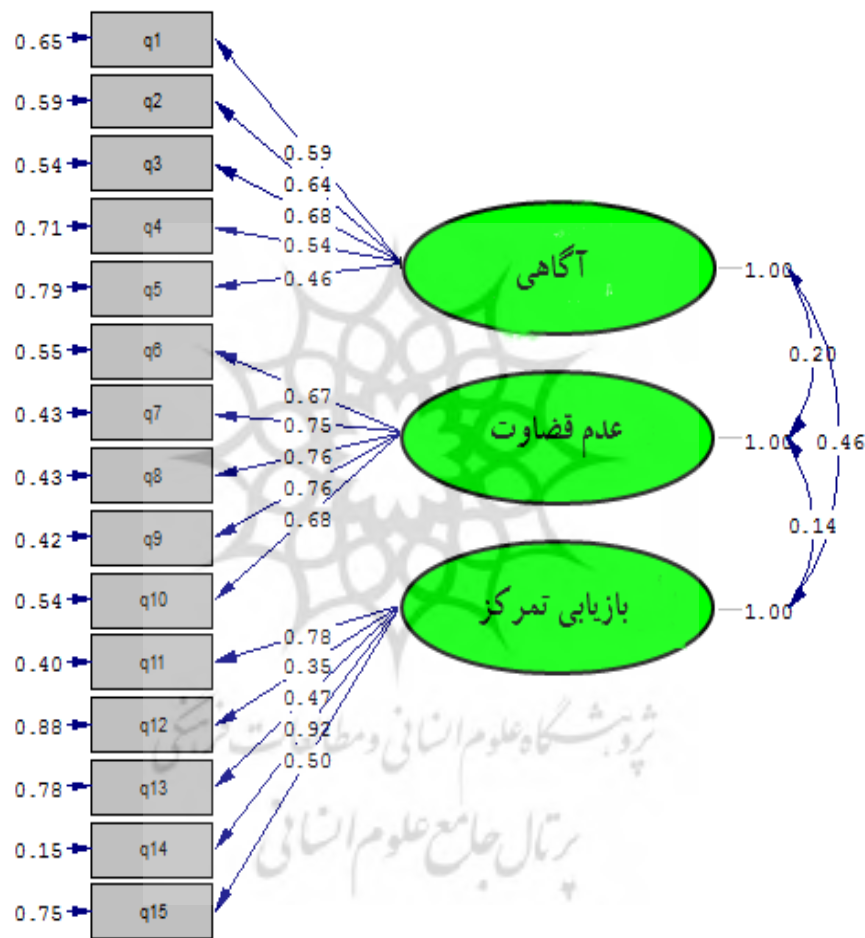 0.65 q1
0.59 q2
0.54 q3
0.71 q4
0.79 q5
0.55 q6
0.43 q7
0.43 q8
0.42 q9
0.54 q10
0.40 q11
0.88 q12
0.78 q13
0.15 q14
0.75 q15
0.59
0.64
0.68
0.54
0.46
0.67
0.75
0.76
0.76
0.68
0.78
0.35
0.47
0.92
0.50
آگاهی
عدم قضاوت
بازیابی تمرکز
1.00
1.00
1.00
0.20
0.46
0.14
پژوهشگاه علوم انسانی و مطالعات فرهنگی
پرتال جامع علوم انسانی